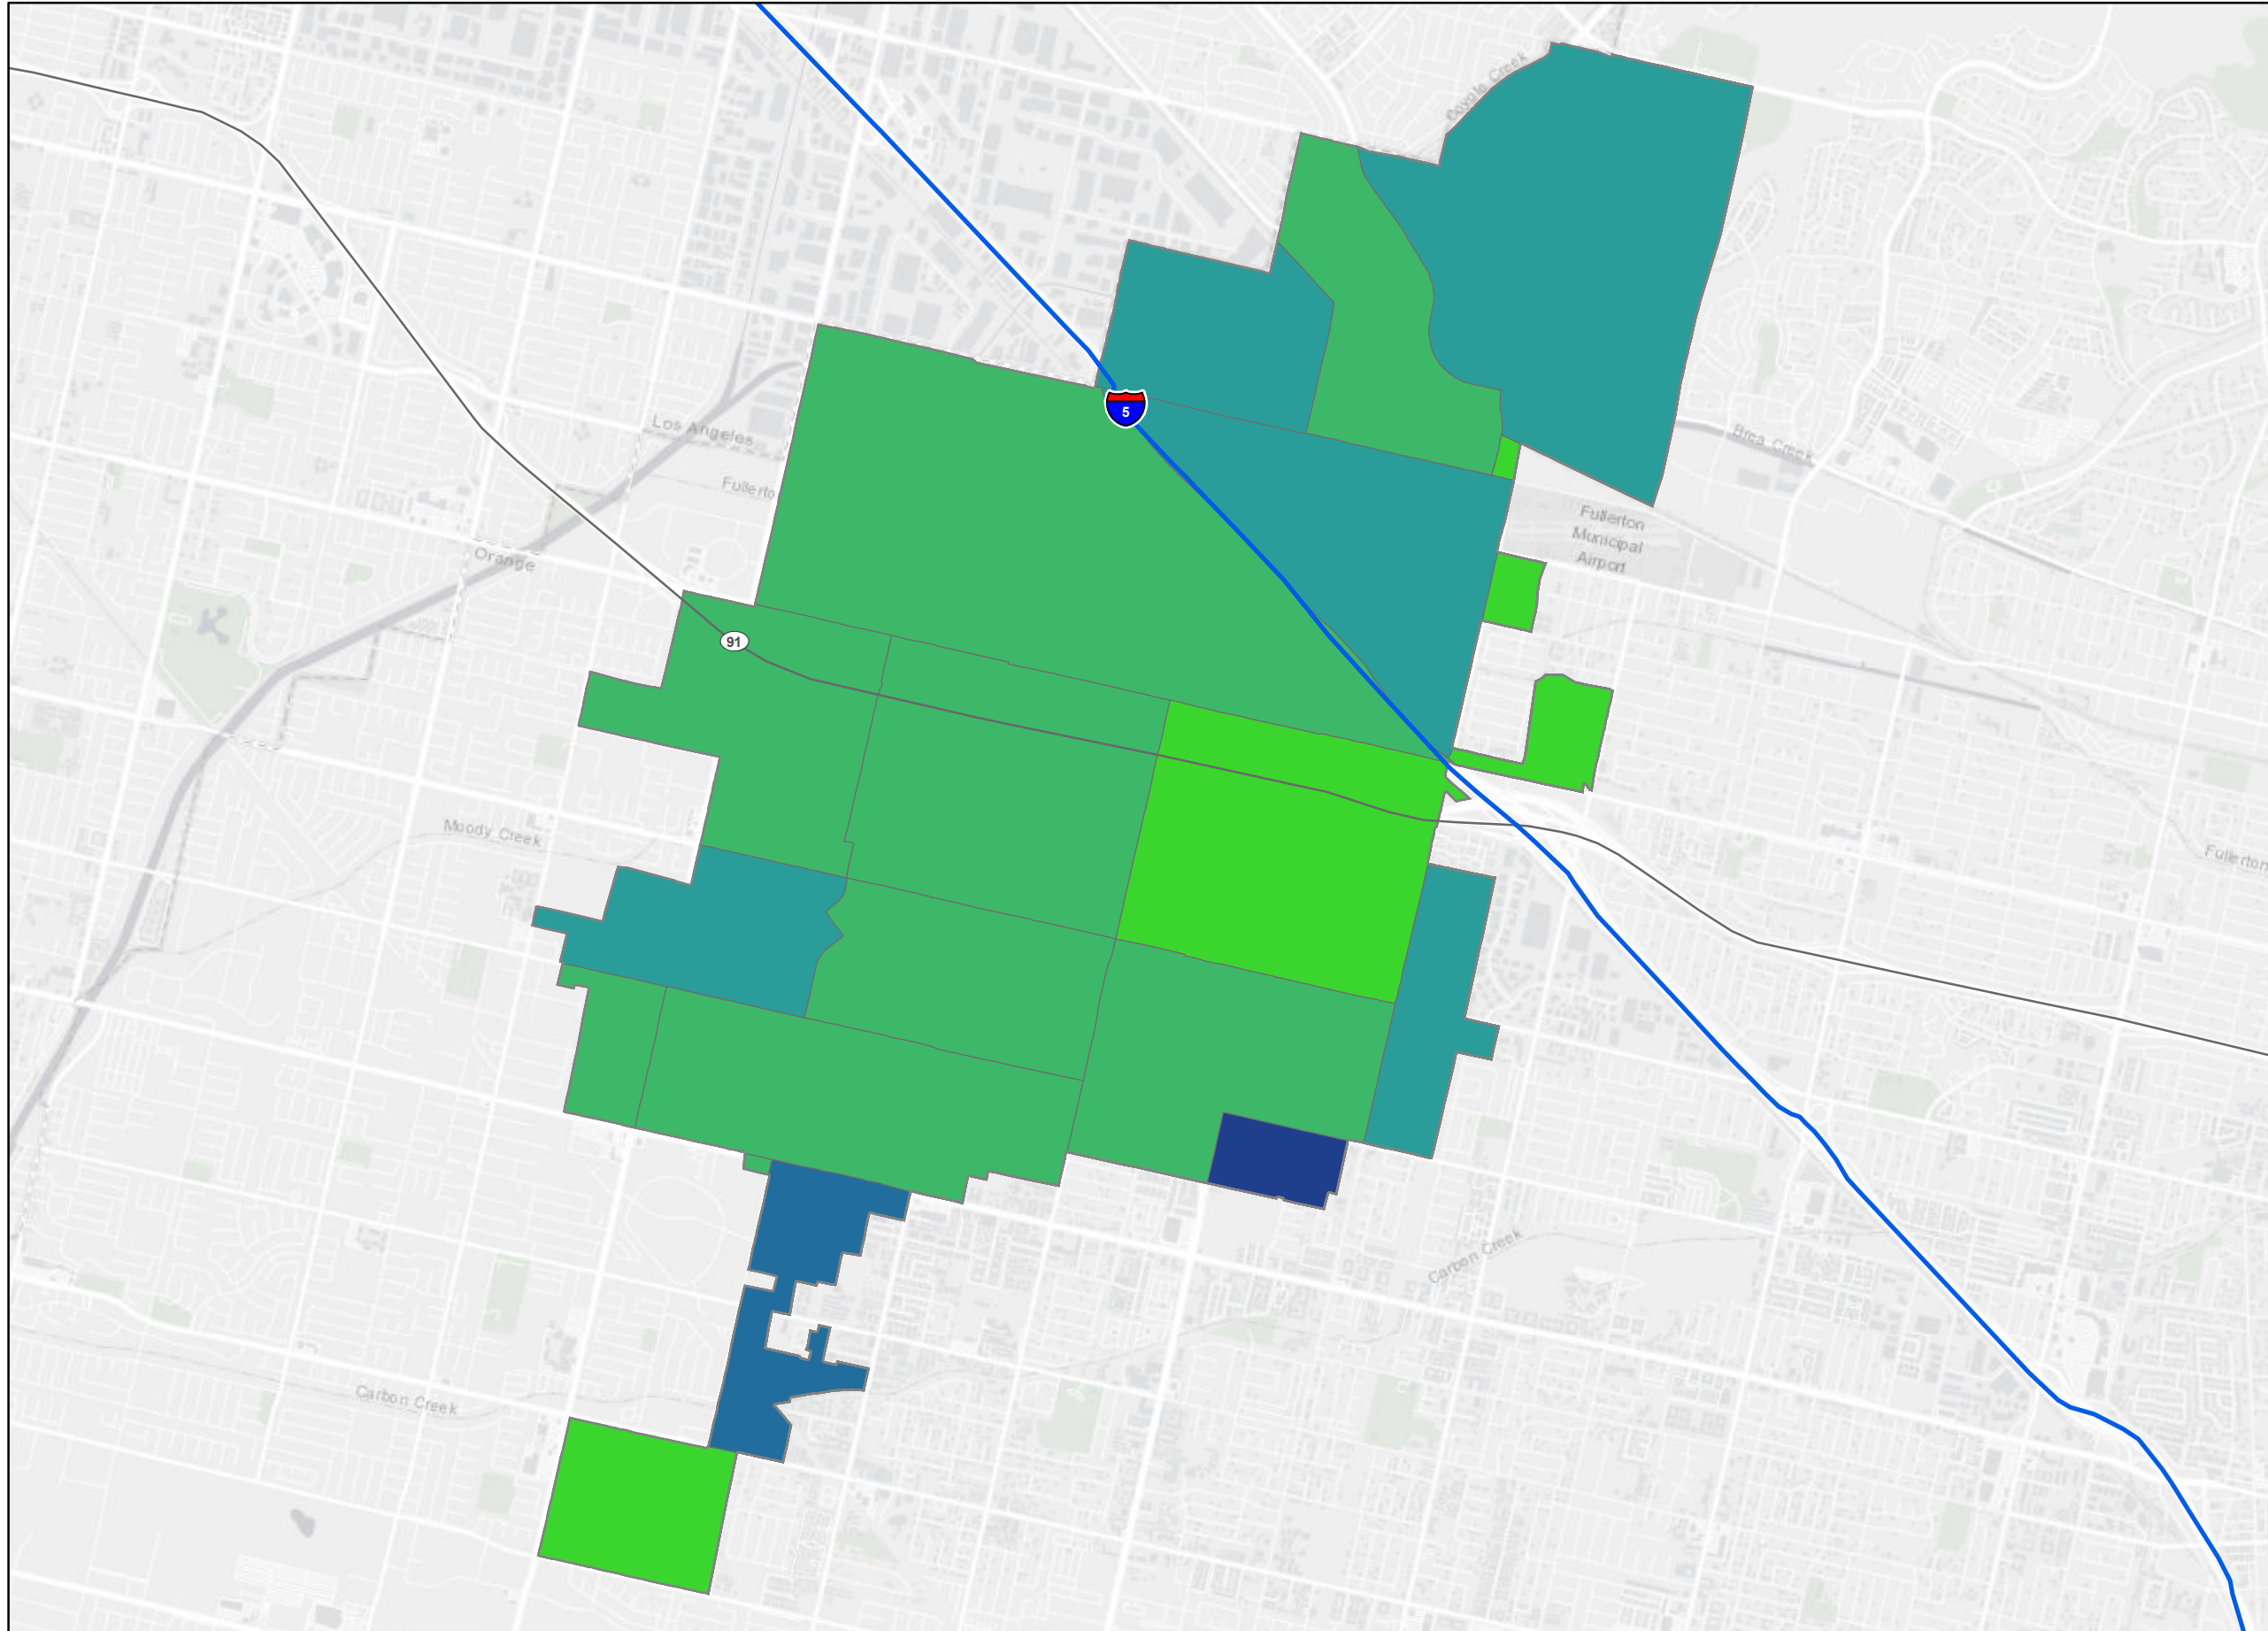 Coyote Creek
5
Los Angeles
Brea Creek
Fullerto
Fullerton
Municipal
Airport
Orange
91
Moody Creek
Fullerton
Carbon Creek
Carbon Creek